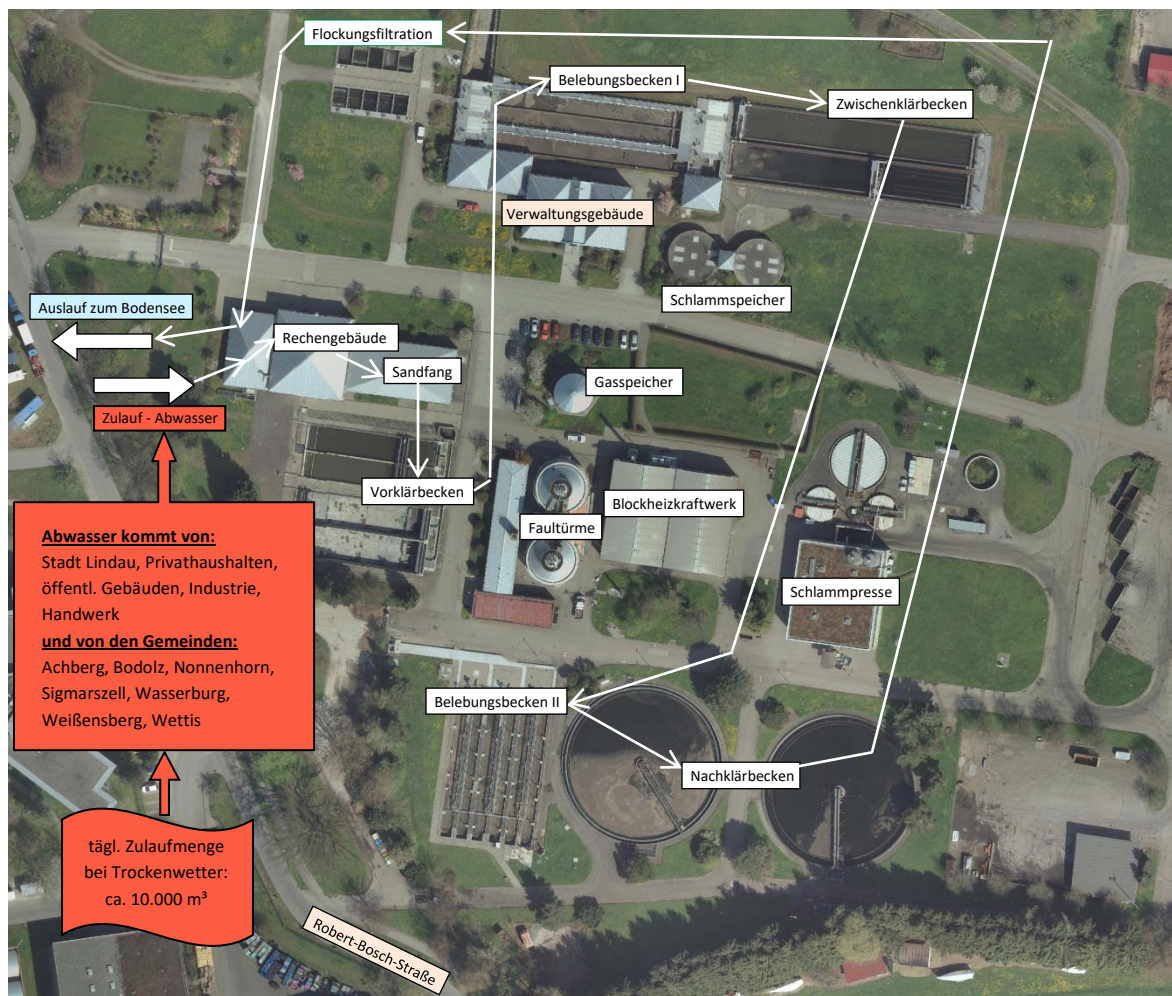 Flockungsfiltration
Belebungsbecken I
Zwischenklärbecken
Verwaltungsgebäude
Schlammspeicher
Auslauf zum Bodensee
Rechengebäude
Sandfang
Gasspeicher
Zulauf - Abwasser
Vorklärbecken
Blockheizkraftwerk
Faultürme
Abwasser kommt von:
Stadt Lindau, Privathaushalten,
öffentl. Gebäuden, Industrie,
Handwerk
und von den Gemeinden:
Achberg, Bodolz, Nonnenhorn,
Sigmarszell, Wasserburg,
Weißensberg, Wettis
Schlammpresse
Belebungsbecken II
Nachklärbecken
tägl. Zulaufmenge
bei Trockenwetter:
ca. 10.000 m³
Robert-Bosch-Straße